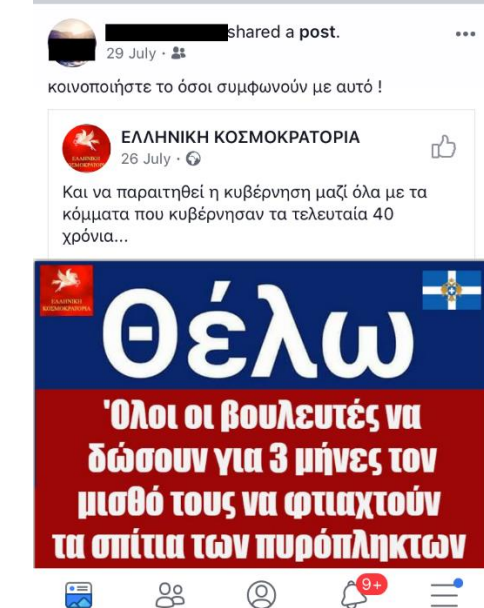 shared a post.
29 July
κοινοποιήστε το όσοι συμφωνούν με αυτό !
ΕΛΛΗΝΙΚΗ ΚΟΣΜΟΚΡΑΤΟΡΙΑ
26 July
Και να παραιτηθεί η κυβέρνηση μαζί όλα με τα
κόμματα που κυβέρνησαν τα τελευταία 40
χρόνια...
ΕΛΛΗΝΙΚΗ
ΚΟΣΜΟΚΡΑΤΟΡΙΑ
Θέλω
'Ολοι οι βουλευτές να
δώσουν για 3 μήνες τον
μισθό τους να φτιαχτούν
τα σπίτια των πυρόπληκτων
9+